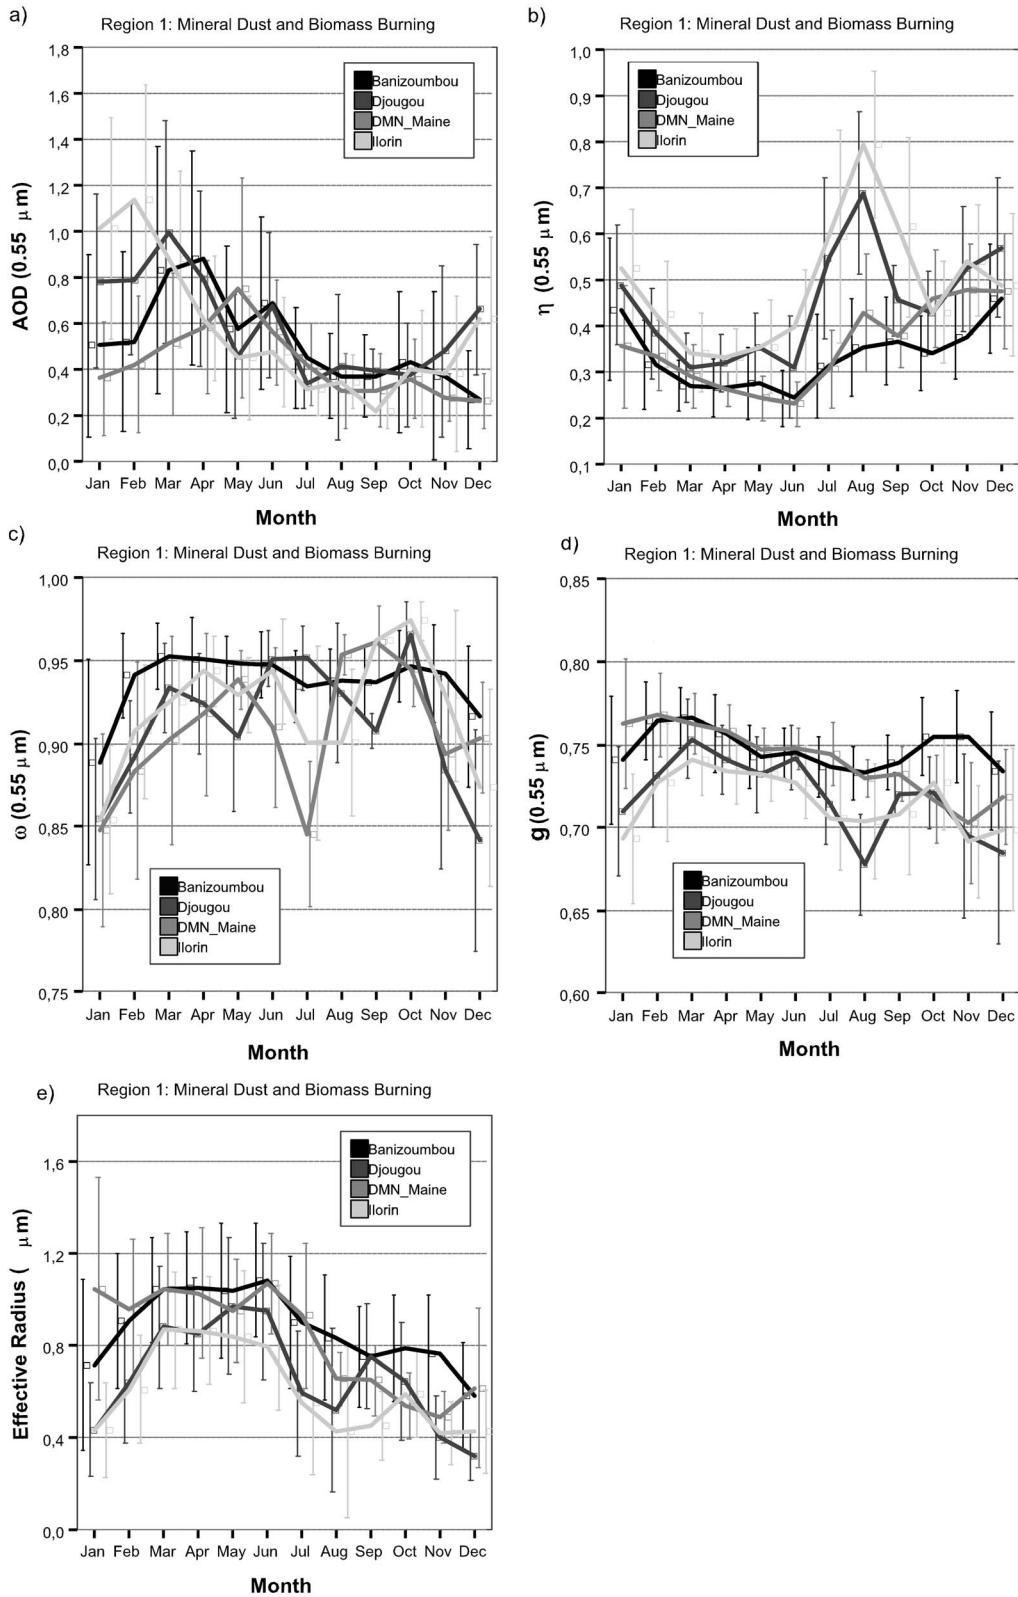 a)
Region 1: Mineral Dust and Biomass Burning
1,8
1,6
1,4
1,2
1,0
0,8
0,6
0,4
0,2
0,0
AOD (0.55 μm)
Banizoumbou
Djougou
DMN_Maine
Ilorin
Jan Feb Mar Apr May Jun Jul Aug Sep Oct Nov Dec
Month
b)
Region 1: Mineral Dust and Biomass Burning
1,0
0,9
0,8
0,7
0,6
0,5
0,4
0,3
0,2
0,1
η (0.55 μm)
Banizoumbou
Djougou
DMN_Maine
Ilorin
Jan Feb Mar Apr May Jun Jul Aug Sep Oct Nov Dec
Month
c)
Region 1: Mineral Dust and Biomass Burning
1,00
0,95
0,90
0,85
0,80
0,75
ω (0.55 μm)
Banizoumbou
Djougou
DMN_Maine
Ilorin
Jan Feb Mar Apr May Jun Jul Aug Sep Oct Nov Dec
Month
d)
Region 1: Mineral Dust and Biomass Burning
0,85
0,80
0,75
0,70
0,65
0,60
g (0.55 μm)
Banizoumbou
Djougou
DMN_Maine
Ilorin
Jan Feb Mar Apr May Jun Jul Aug Sep Oct Nov Dec
Month
e)
Region 1: Mineral Dust and Biomass Burning
1,6
1,2
0,8
0,4
0,0
Effective Radius ( μm)
Banizoumbou
Djougou
DMN_Maine
Ilorin
Jan Feb Mar Apr May Jun Jul Aug Sep Oct Nov Dec
Month